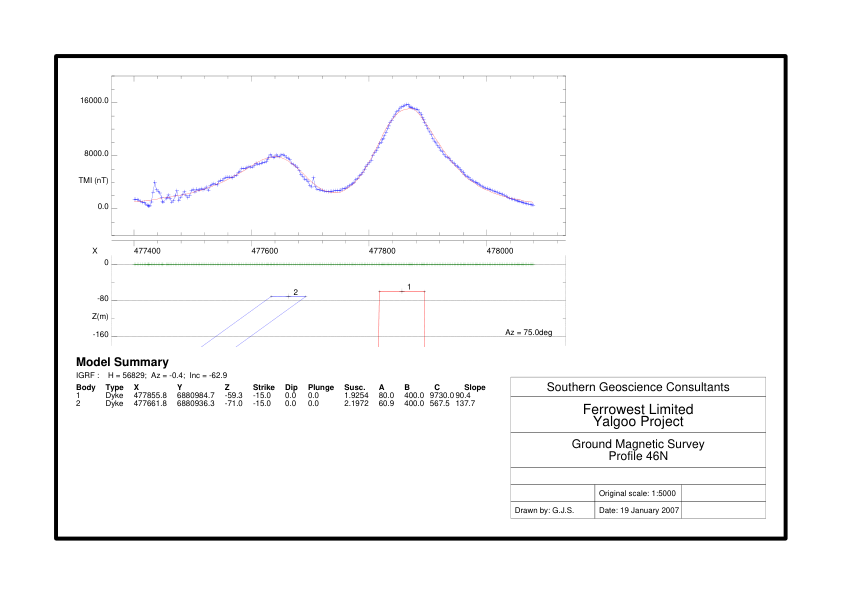 16000.0
8000.0
TMI (nT)
0.0
X 477400 477600 477800 478000
0
-80
Z(m)
-160
2
1
Az = 75.0deg
Model Summary
IGRF : H = 56829; Az = -0.4; Inc = -62.9
Body Type X Y Z Strike Dip Plunge Susc. A B C Slope
1 Dyke 477855.8 6880984.7 -59.3 -15.0 0.0 0.0 1.9254 80.0 400.0 9730.0 90.4
2 Dyke 477661.8 6880936.3 -71.0 -15.0 0.0 0.0 2.1972 60.9 400.0 567.5 137.7
Southern Geoscience Consultants
Ferrowest Limited
Yalgoo Project
Ground Magnetic Survey
Profile 46N
Original scale: 1:5000
Drawn by: G.J.S. Date: 19 January 2007